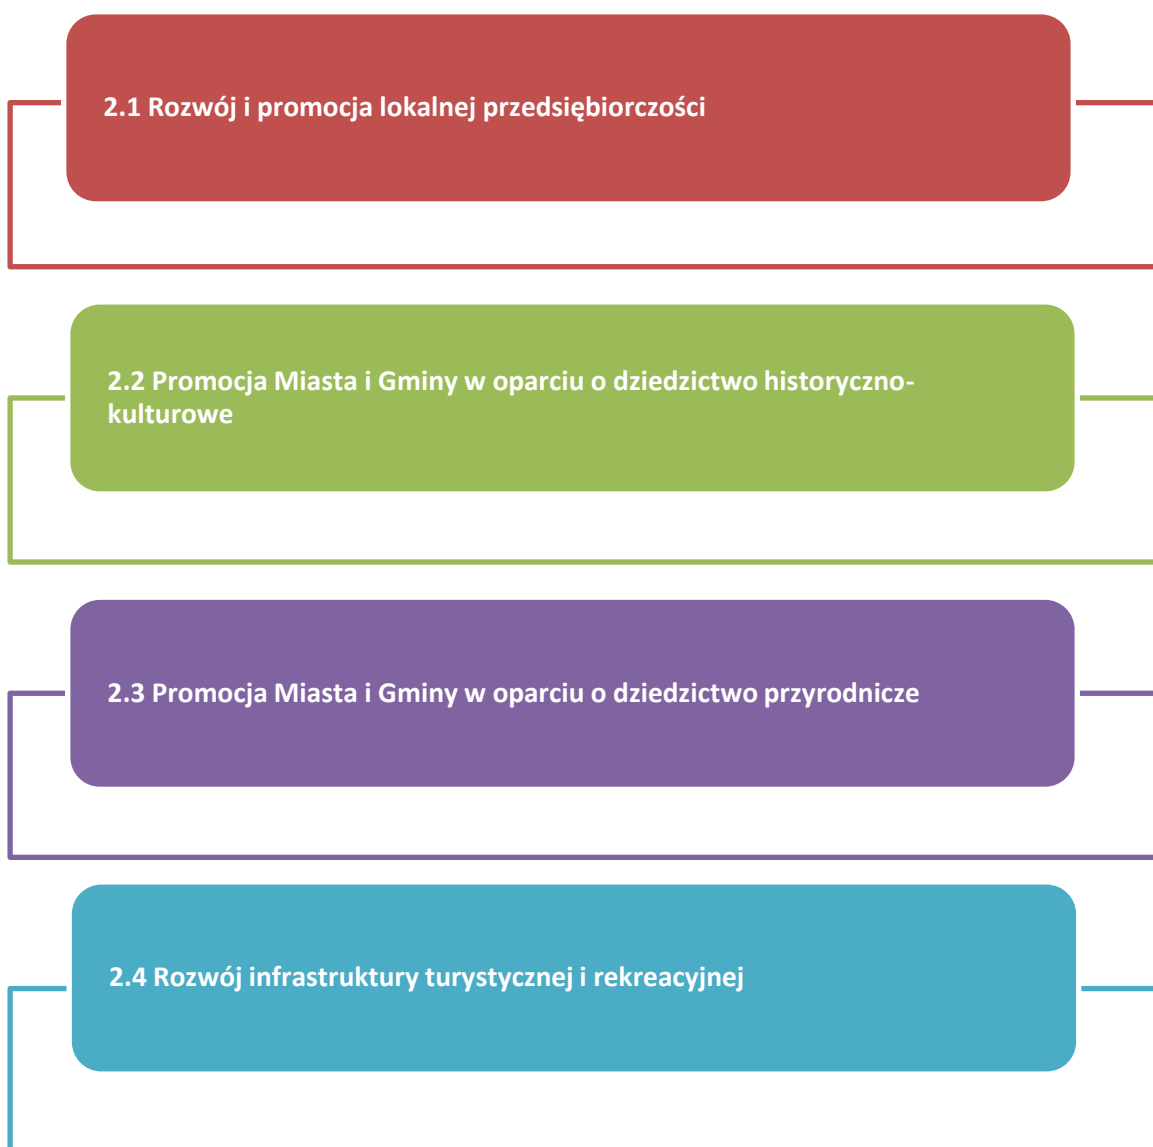 2.1 Rozwój i promocja lokalnej przedsiębiorczości
2.2 Promocja Miasta i Gminy w oparciu o dziedzictwo historyczno-
kulturowe
2.3 Promocja Miasta i Gminy w oparciu o dziedzictwo przyrodnicze
2.4 Rozwój infrastruktury turystycznej i rekreacyjnej